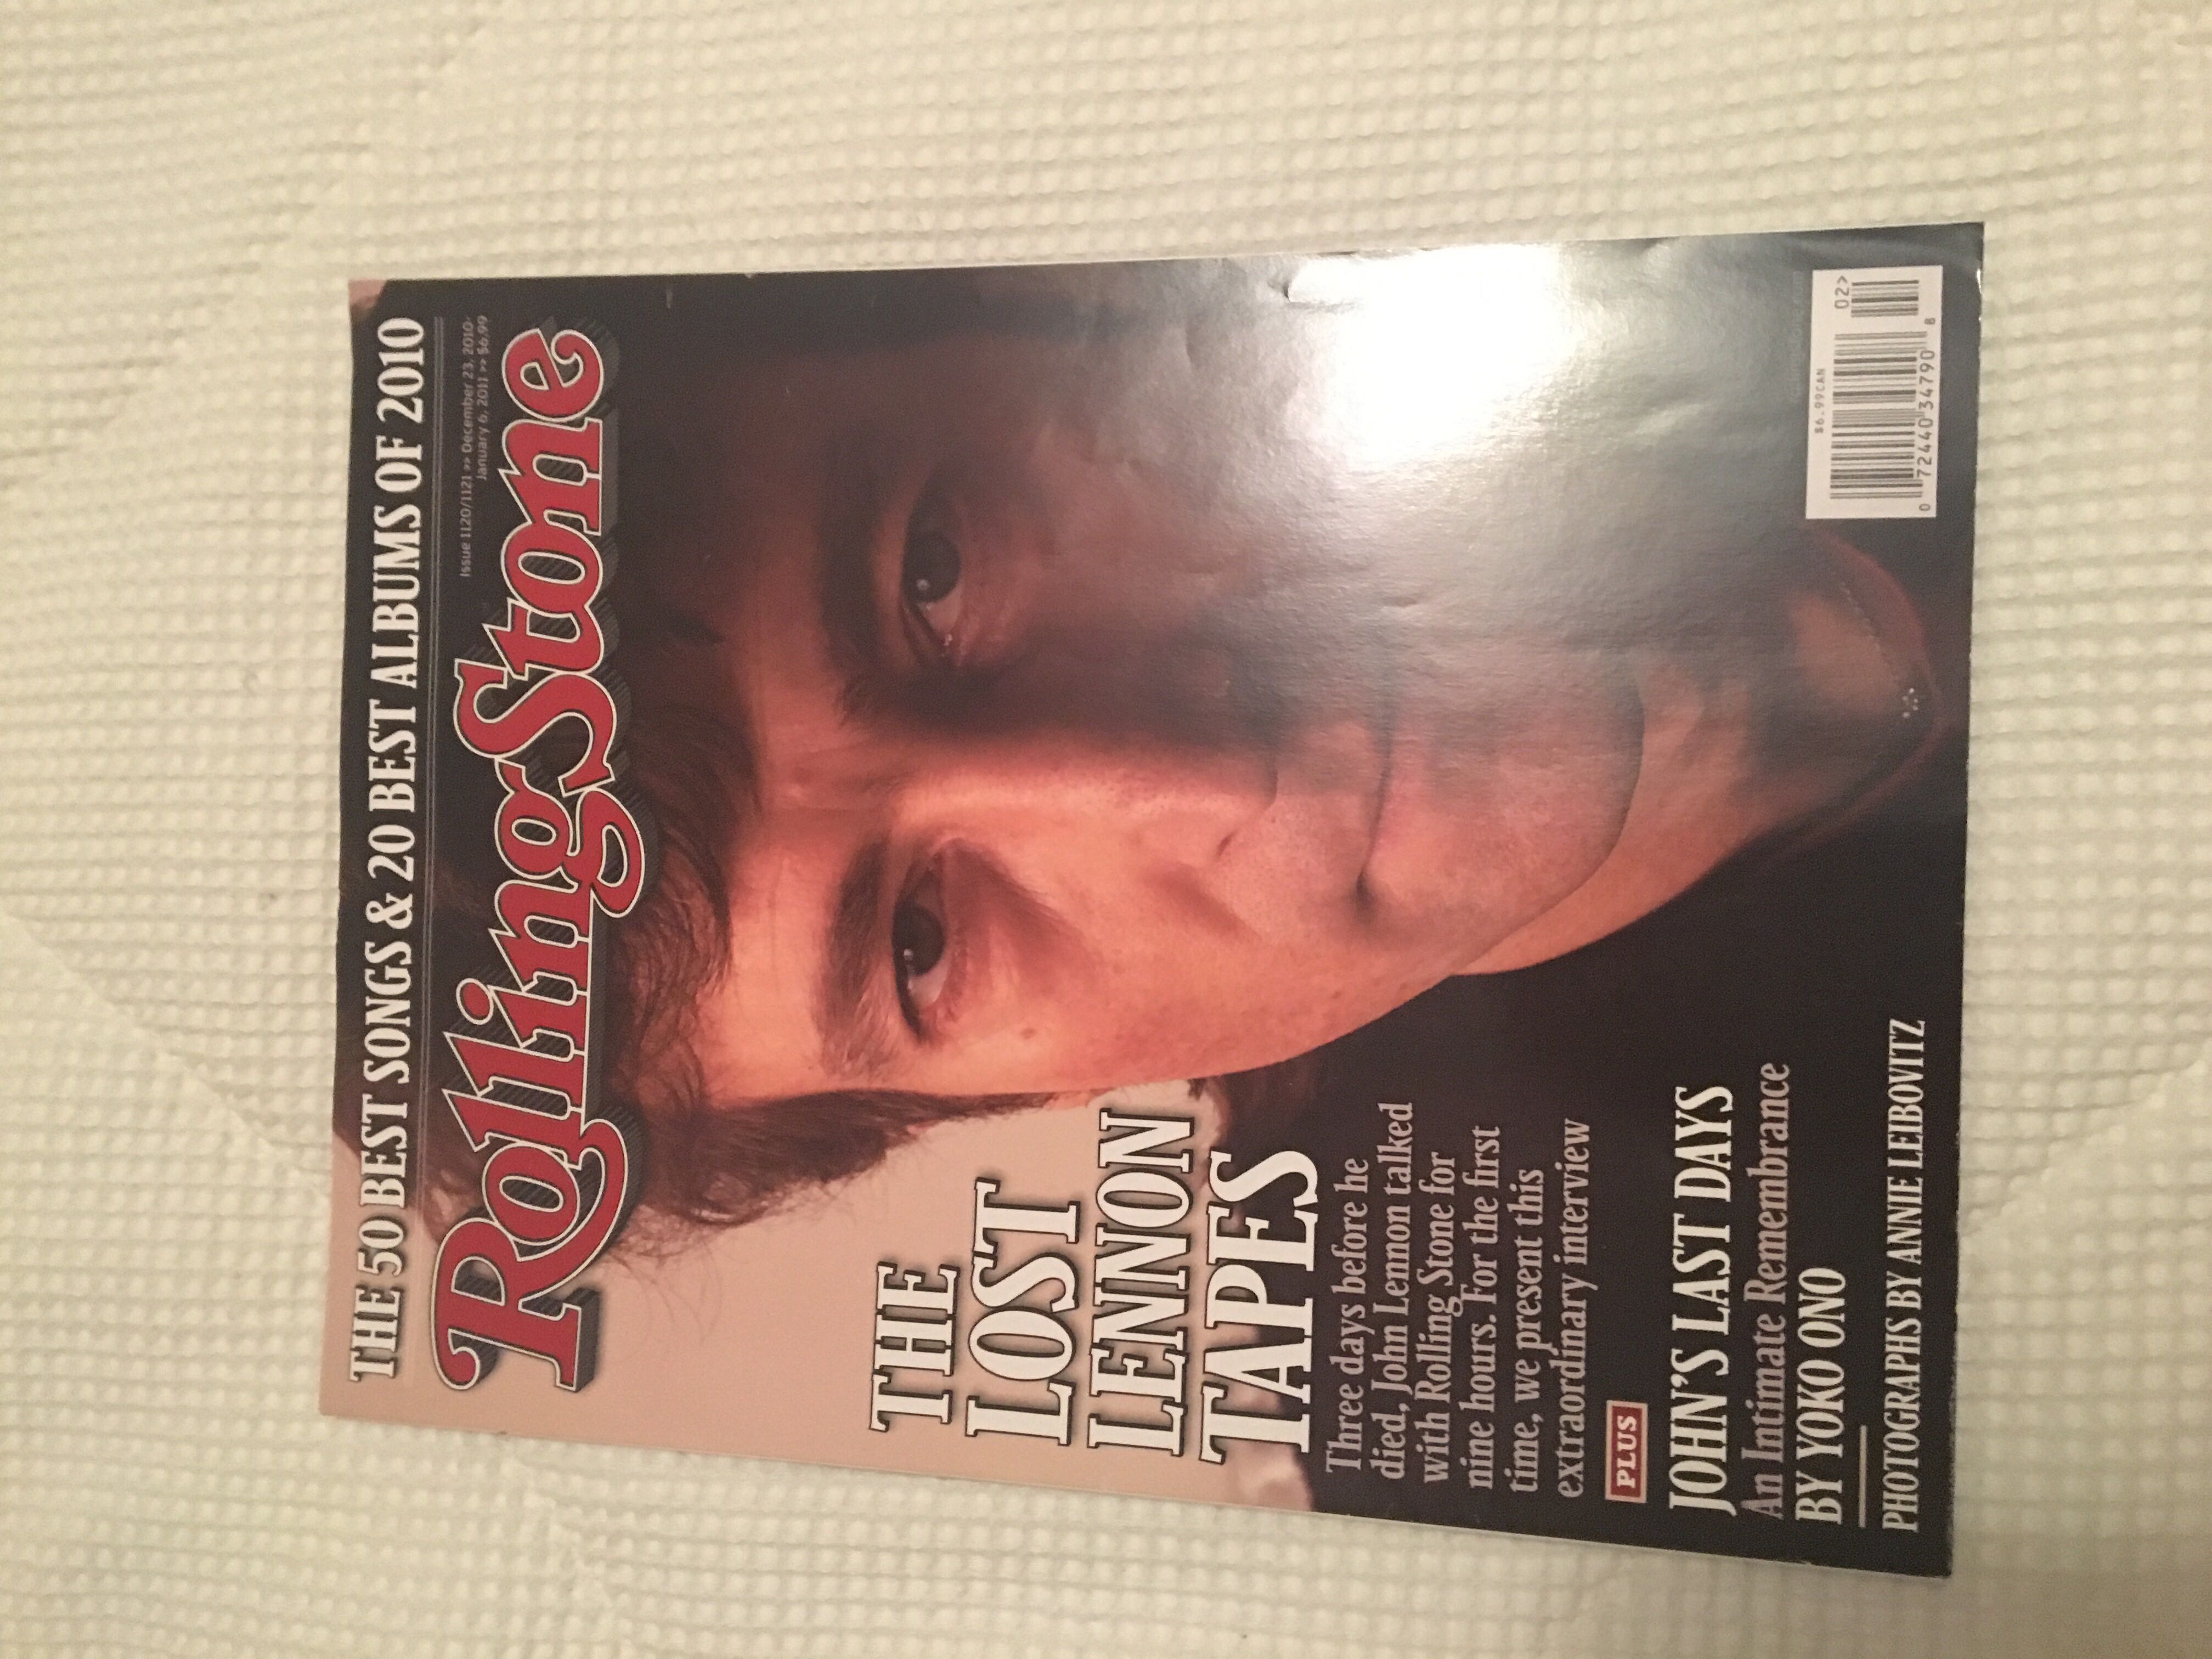 THE 50 BEST SONGS & 20 BEST ALBUMS OF 2010
Issue 1120/1121 >> December 23, 2010-
January 6, 2011 >> $6.99
RollingStone
THE
LOST
LENNON
TAPES
Three days before he
died, John Lennon talked
with Rolling Stone for
nine hours. For the first
time, we present this
extraordinary interview
PLUS
JOHN'S LAST DAYS
An Intimate Remembrance
BY YOKO ONO
PHOTOGRAPHS BY ANNIE LEIBOVITZ
$6.99CAN
02>
0 72440 34790 8